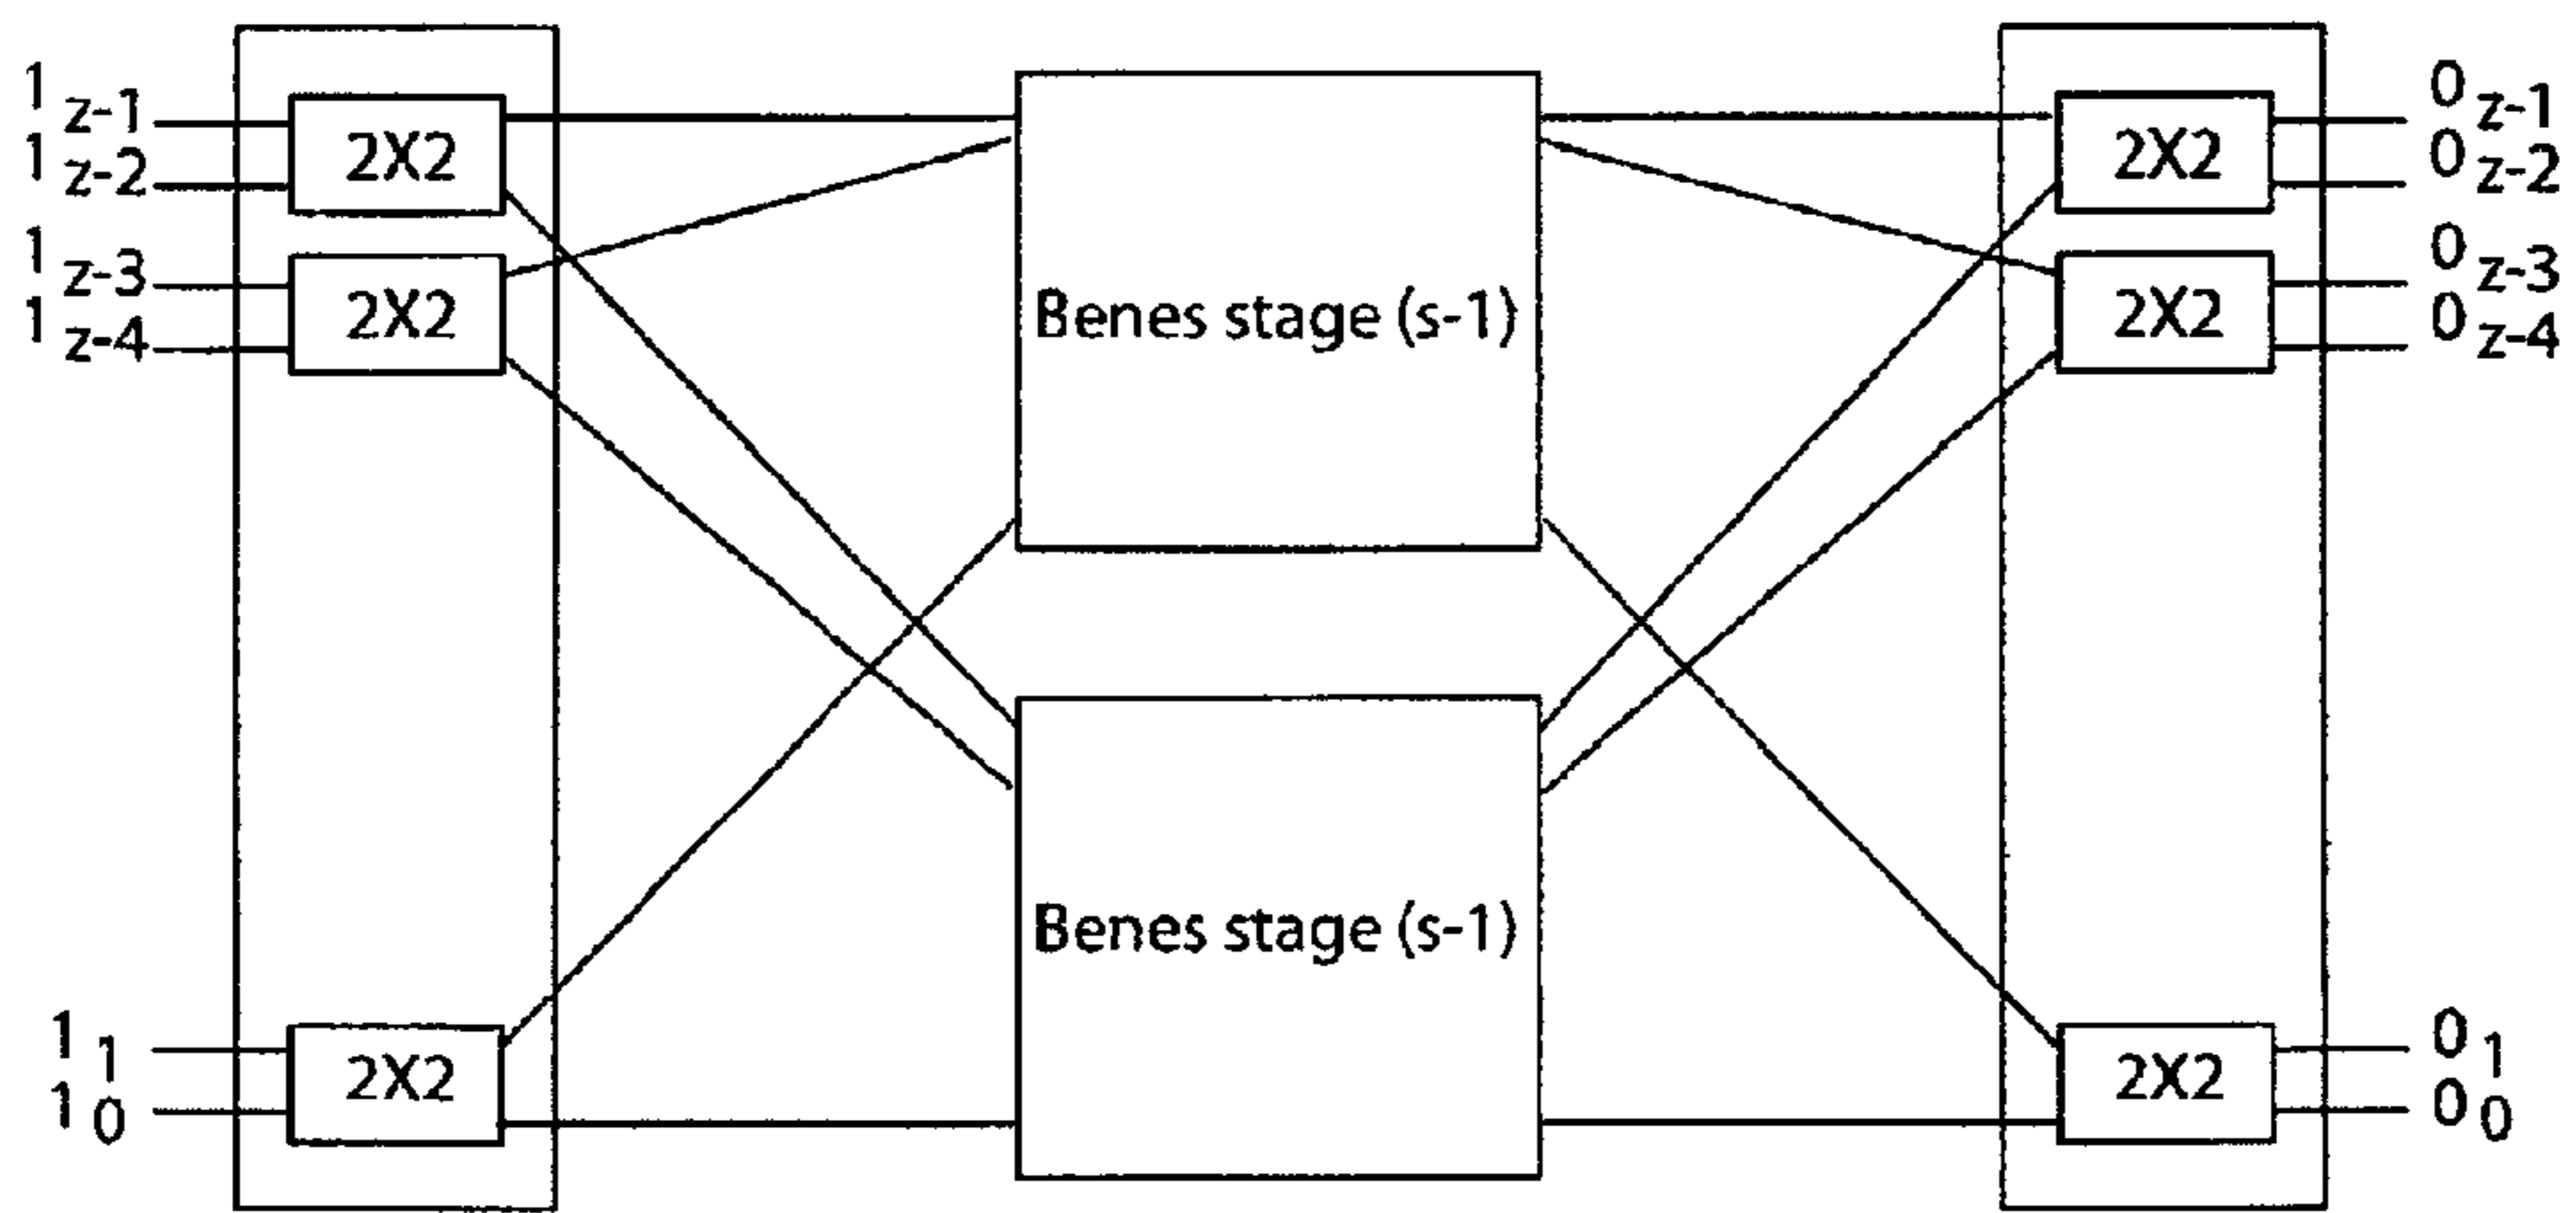 1 z-1
1 z-2
2X2
1 z-3
1 z-4
2X2
1 1
1 0
2X2
Benes stage (s-1)
Benes stage (s-1)
2X2
0 z-1
0 z-2
2X2
0 z-3
0 z-4
2X2
0 1
0 0